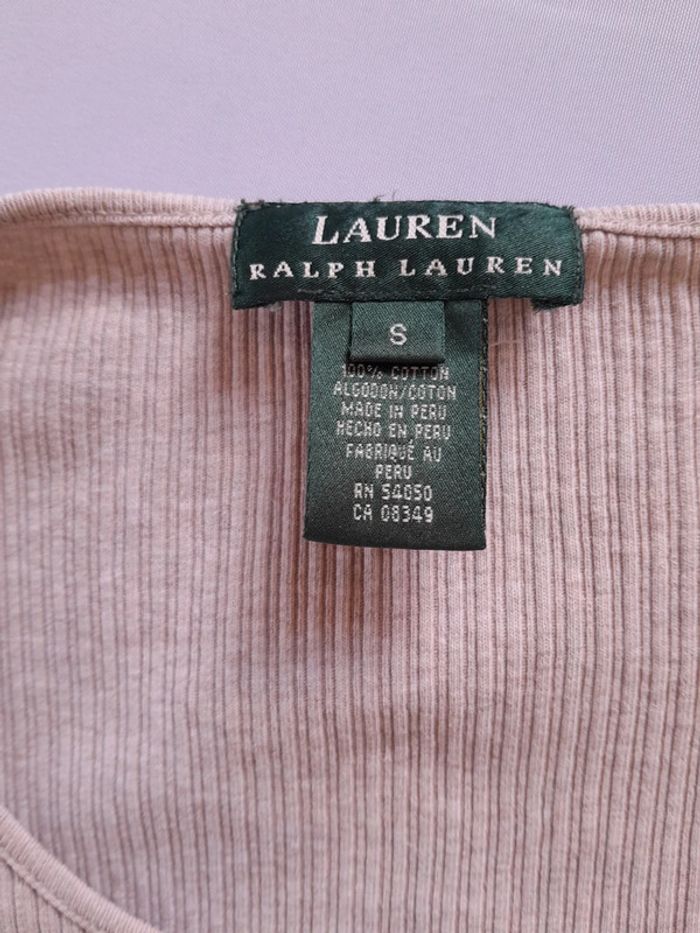 LAUREN
RALPH LAUREN
S
100% COTTON
ALGODON/COTON
MADE IN PERU
HECHO EN PERU
FABRIQUÉ AU
PERU
RN 54050
CA 08349